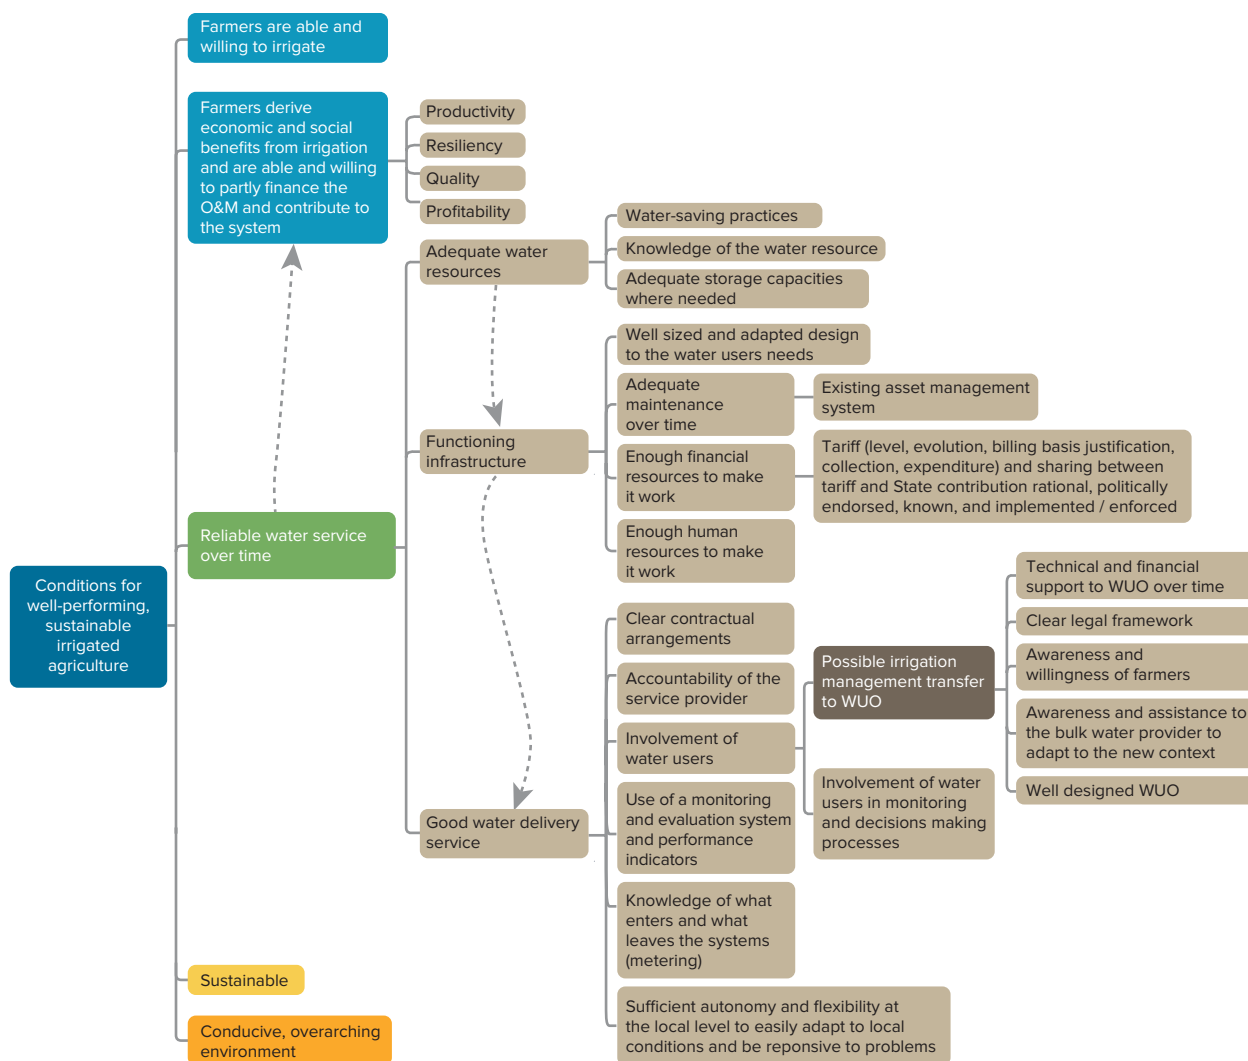 Farmers are able and
willing to irrigate
Farmers derive
economic and social
benefits from irrigation
and are able and willing
to partly finance the
O&M and contribute to
the system
Productivity
Resiliency
Quality
Profitability
Adequate water
resources
Water-saving practices
Knowledge of the water resource
Adequate storage capacities
where needed
Well sized and adapted design
to the water users needs
Adequate
maintenance
over time
Existing asset management
system
Functioning
infrastructure
Enough financial
resources to make
it work
Tariff (level, evolution, billing basis justification,
collection, expenditure) and sharing between
tariff and State contribution rational, politically
endorsed, known, and implemented / enforced
Enough human
resources to make
it work
Reliable water service
over time
Conditions for
well-performing,
sustainable
irrigated
agriculture
Clear contractual
arrangements
Accountability of the
service provider
Involvement of
water users
Possible irrigation
management transfer
to WUO
Technical and financial
support to WUO over time
Clear legal framework
Awareness and
willingness of farmers
Awareness and assistance to
the bulk water provider to
adapt to the new context
Well designed WUO
Involvement of water
users in monitoring
and decisions making
processes
Good water delivery
service
Use of a monitoring
and evaluation system
and performance
indicators
Knowledge of what
enters and what
leaves the systems
(metering)
Sufficient autonomy and flexibility at
the local level to easily adapt to local
conditions and be reponsive to problems
Sustainable
Conducive, overarching
environment